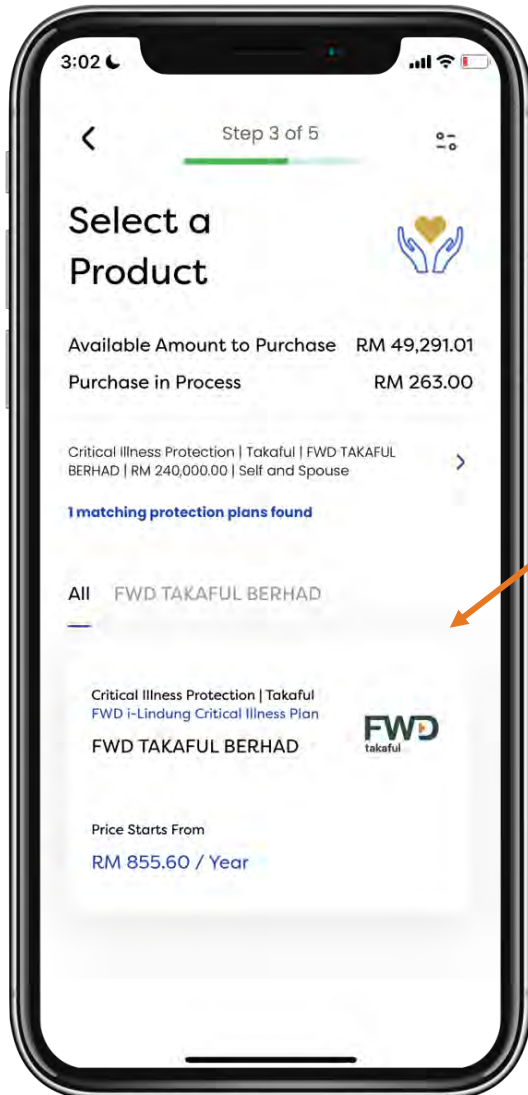 3:02
Step 3 of 5
Select a
Product
Available Amount to Purchase RM 49,291.01
Purchase in Process RM 263.00
Critical Illness Protection | Takaful | FWD TAKAFUL
BERHAD | RM 240,000.00 | Self and Spouse
1 matching protection plans found
All FWD TAKAFUL BERHAD
Critical Illness Protection | Takaful
FWD i-Lindung Critical Illness Plan
FWD TAKAFUL BERHAD
FWD
takaful
Price Starts From
RM 855.60 / Year